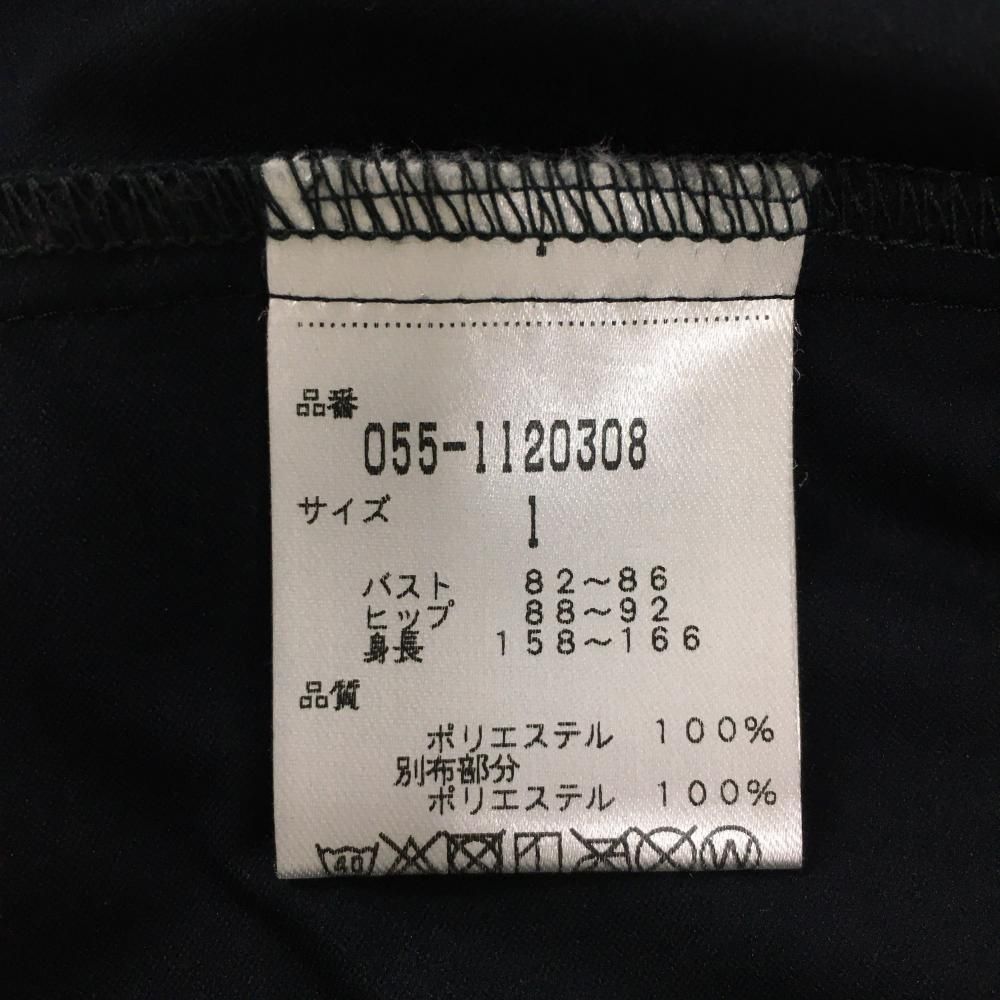 品番
055-1120308
サイズ 1
バスト 82～86
ヒップ 88～92
身長 158～166
品質
ポリエステル 100%
別布部分
ポリエステル 100%
40 W